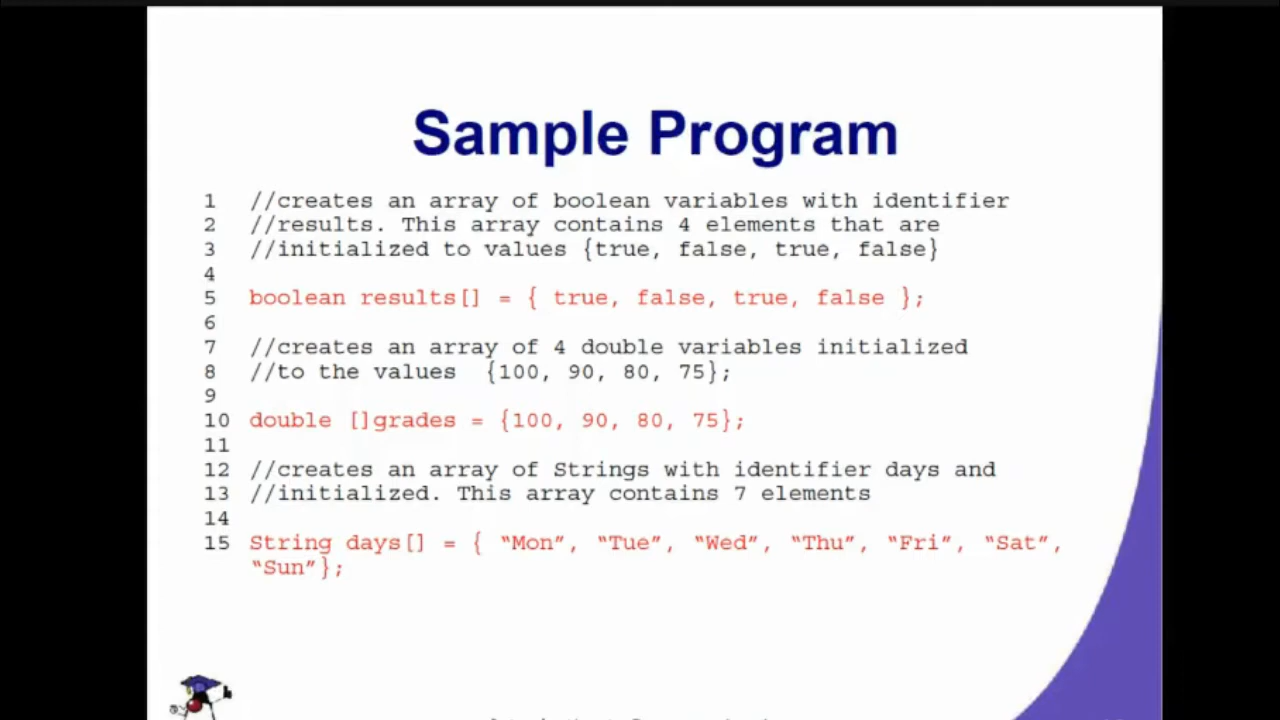 Sample Program
1 //creates an array of boolean variables with identifier
2 //results. This array contains 4 elements that are
3 //initialized to values {true, false, true, false}
4
5 boolean results[] = { true, false, true, false };
6
7 //creates an array of 4 double variables initialized
8 //to the values  {100, 90, 80, 75};
9
10 double []grades = {100, 90, 80, 75};
11
12 //creates an array of Strings with identifier days and
13 //initialized. This array contains 7 elements
14
15 String days[] = { “Mon”, “Tue”, “Wed”, “Thu”, “Fri”, “Sat”,
“Sun”};